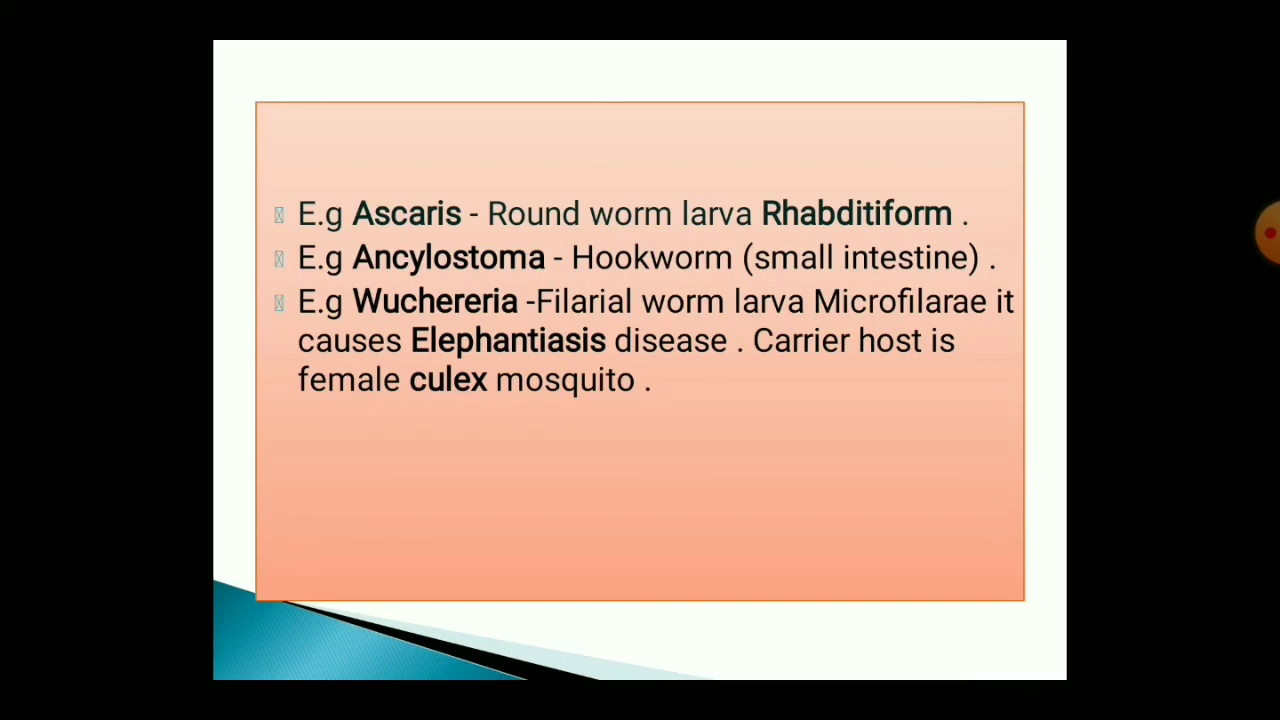 E.g Ascaris - Round worm larva Rhabditiform .
E.g Ancylostoma - Hookworm (small intestine) .
E.g Wuchereria -Filarial worm larva Microfilarae it
causes Elephantiasis disease . Carrier host is
female culex mosquito .